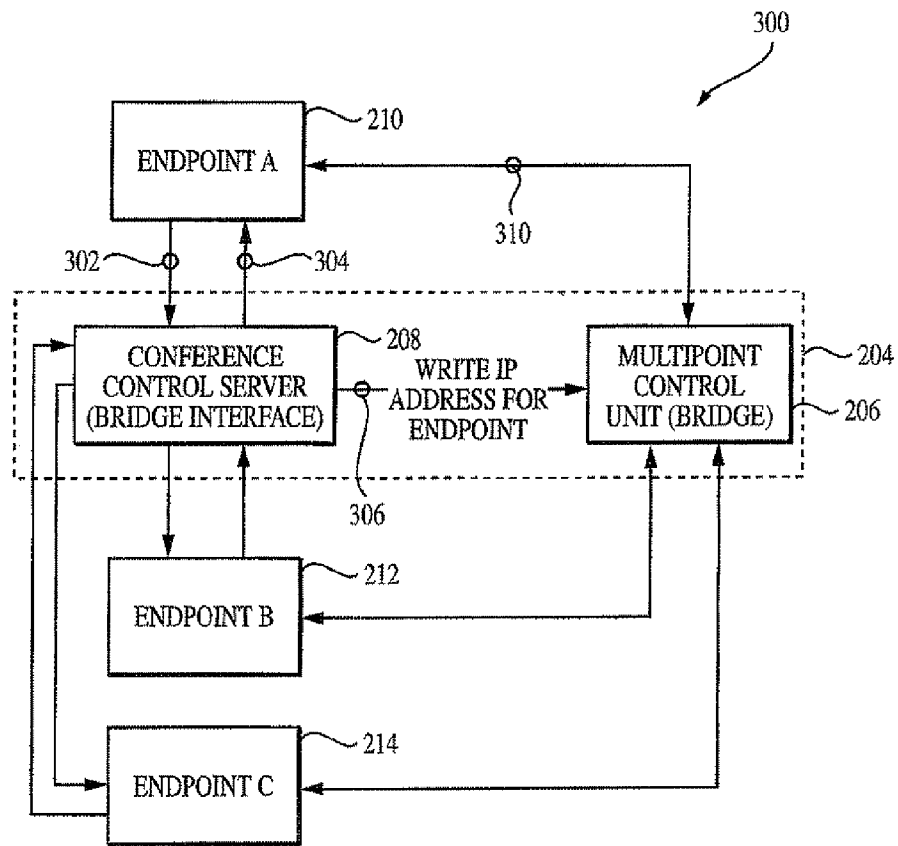 300
210
ENDPOINT A
310
302
304
208
CONFERENCE
CONTROL SERVER
(BRIDGE INTERFACE)
WRITE IP
ADDRESS FOR
ENDPOINT
MULTIPOINT
CONTROL
UNIT (BRIDGE)
204
206
306
212
ENDPOINT B
214
ENDPOINT C